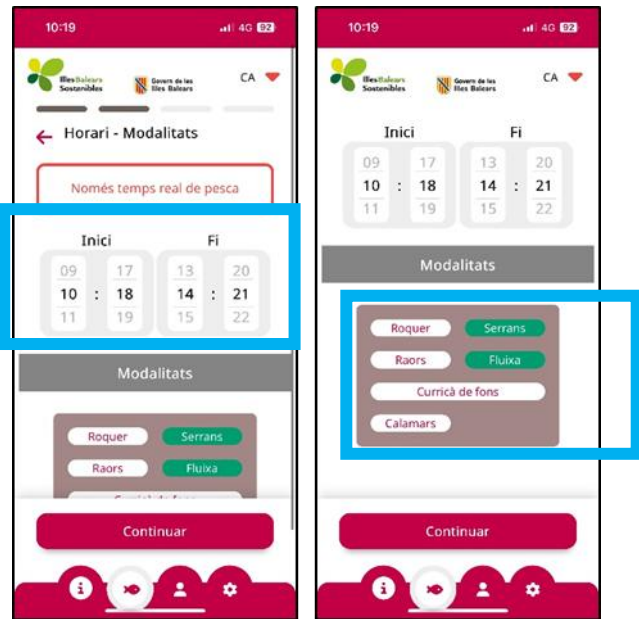 10:19
4G 92
Illes Balears
Sostenibles
Govern de les
Illes Balears
CA
Horari - Modalitats
Només temps real de pesca
Inici Fi
09 17 13 20
10 : 18 14 : 21
11 19 15 22
Modalitats
Roquer Serrans
Raors Fluixa
Curricà de fons
Continuar
10:19
4G 92
Illes Balears
Sostenibles
Govern de les
Illes Balears
CA
Inici Fi
09 17 13 20
10 : 18 14 : 21
11 19 15 22
Modalitats
Roquer Serrans
Raors Fluixa
Curricà de fons
Calamars
Continuar